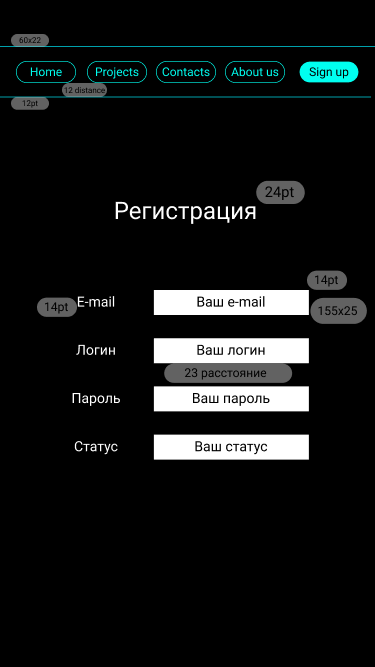 60x22
Home Projects Contacts About us Sign up
12 distance
12pt
24pt
Регистрация
14pt
14pt E-mail Ваш e-mail 155x25
Логин Ваш логин
23 расстояние
Пароль Ваш пароль
Статус Ваш статус